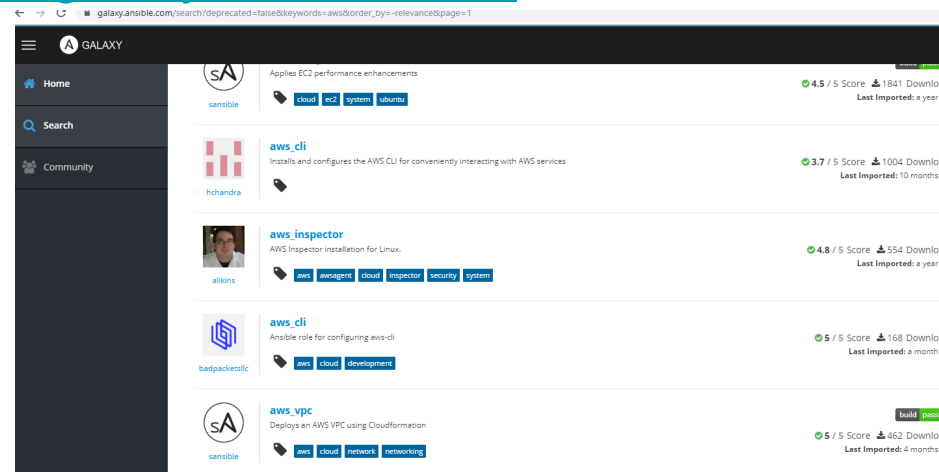 galaxy.ansible.com/search?deprecated=false&keywords=aws&order_by=-relevance&page=1
A GALAXY
Home
Search
Community
sA
sansible
Applies EC2 performance enhancements
cloud ec2 system ubuntu
4.5 / 5 Score 1841 Downlo
Last Imported: a year
hchandra
aws_cli
Installs and configures the AWS CLI for conveniently interacting with AWS services
3.7 / 5 Score 1004 Downlo
Last Imported: 10 months
alikins
aws_inspector
AWS Inspector installation for Linux.
aws awsagent cloud inspector security system
4.8 / 5 Score 554 Downlo
Last Imported: a year
badpacketsllc
aws_cli
Ansible role for configuring aws-cli
aws cloud development
5 / 5 Score 168 Downlo
Last Imported: a month
sA
sansible
aws_vpc
Deploys an AWS VPC using Cloudformation
aws cloud network networking
build pass
5 / 5 Score 462 Downlo
Last Imported: 4 months